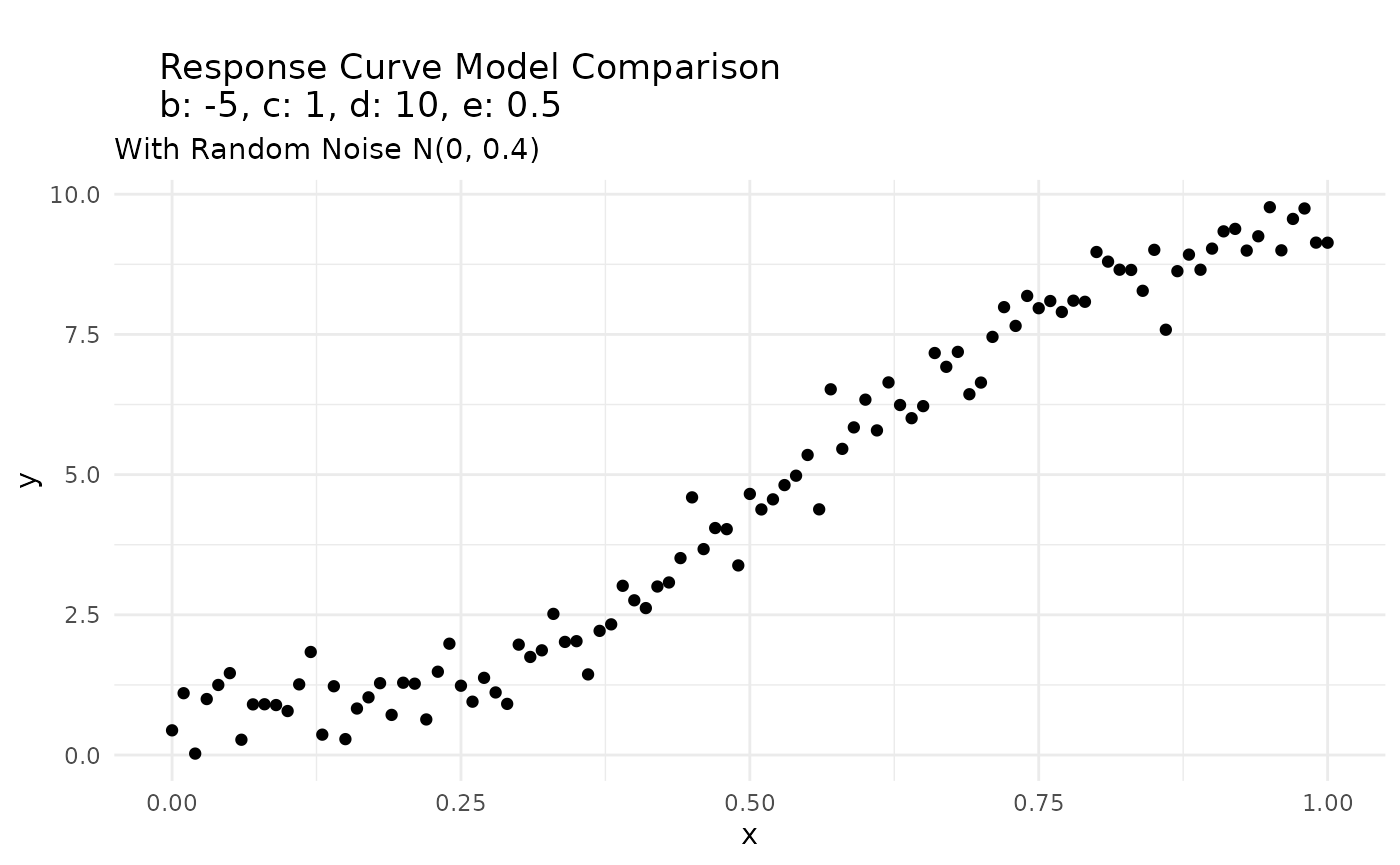 Response Curve Model Comparison
b: -5, c: 1, d: 10, e: 0.5
With Random Noise N(0, 0.4)
10.0
7.5
5.0
2.5
0.0
y
0.00 0.25 0.50 0.75 1.00
x